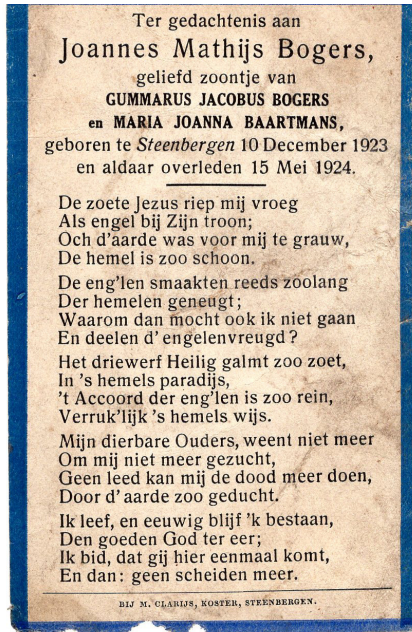 Ter gedachtenis aan
Joannes Mathijs Bogers,
geliefd zoontje van
GUMMARUS JACOBUS BOGERS
en MARIA JOANNA BAARTMANS,
geboren te Steenbergen 10 December 1923
en aldaar overleden 15 Mei 1924.
De zoete Jezus riep mij vroeg
Als engel bij Zijn troon;
Och d'aarde was voor mij te grauw,
De hemel is zoo schoon.
De eng'len smaakten reeds zoolang
Der hemelen geneugt;
Waarom dan mocht ook ik niet gaan
En deelen d' engelenvreugd?
Het driewerf Heilig galmt zoo zoet,
In 's hemels paradijs,
't Accoord der eng'len is zoo rein,
Verruk'lijk 's hemels wijs.
Mijn dierbare Ouders, weent niet meer
Om mij niet meer gezucht,
Geen leed kan mij de dood meer doen,
Door d' aarde zoo geducht.
Ik leef, en eeuwig blijf 'k bestaan,
Den goeden God ter eer;
Ik bid, dat gij hier eenmaal komt,
En dan: geen scheiden meer.
BIJ M. CLARIJS, KOSTER, STEENBERGEN.